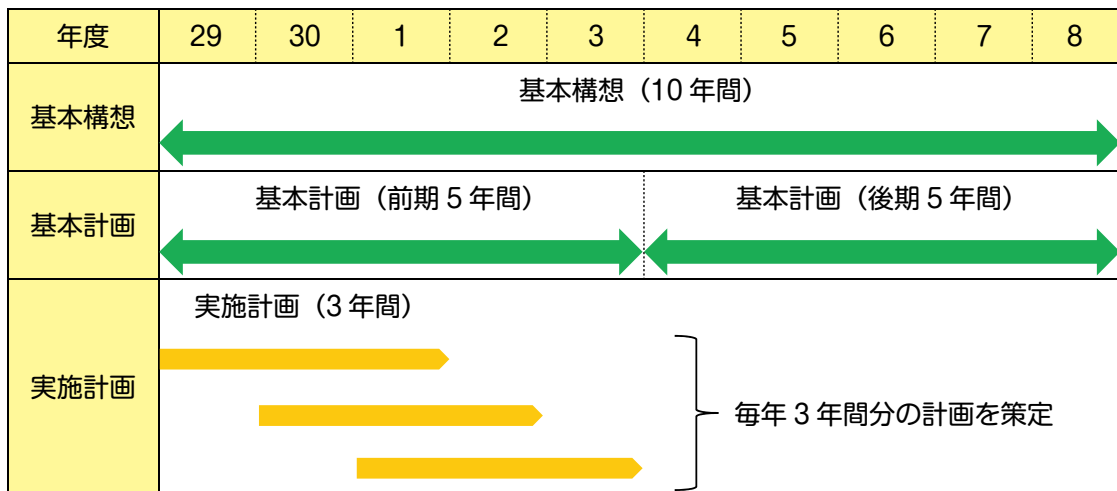 年度 29 30 1 2 3 4 5 6 7 8
基本構想 基本構想（10 年間）
基本計画 基本計画（前期 5 年間） 基本計画（後期 5 年間）
実施計画 実施計画（3 年間）
毎年 3 年間分の計画を策定